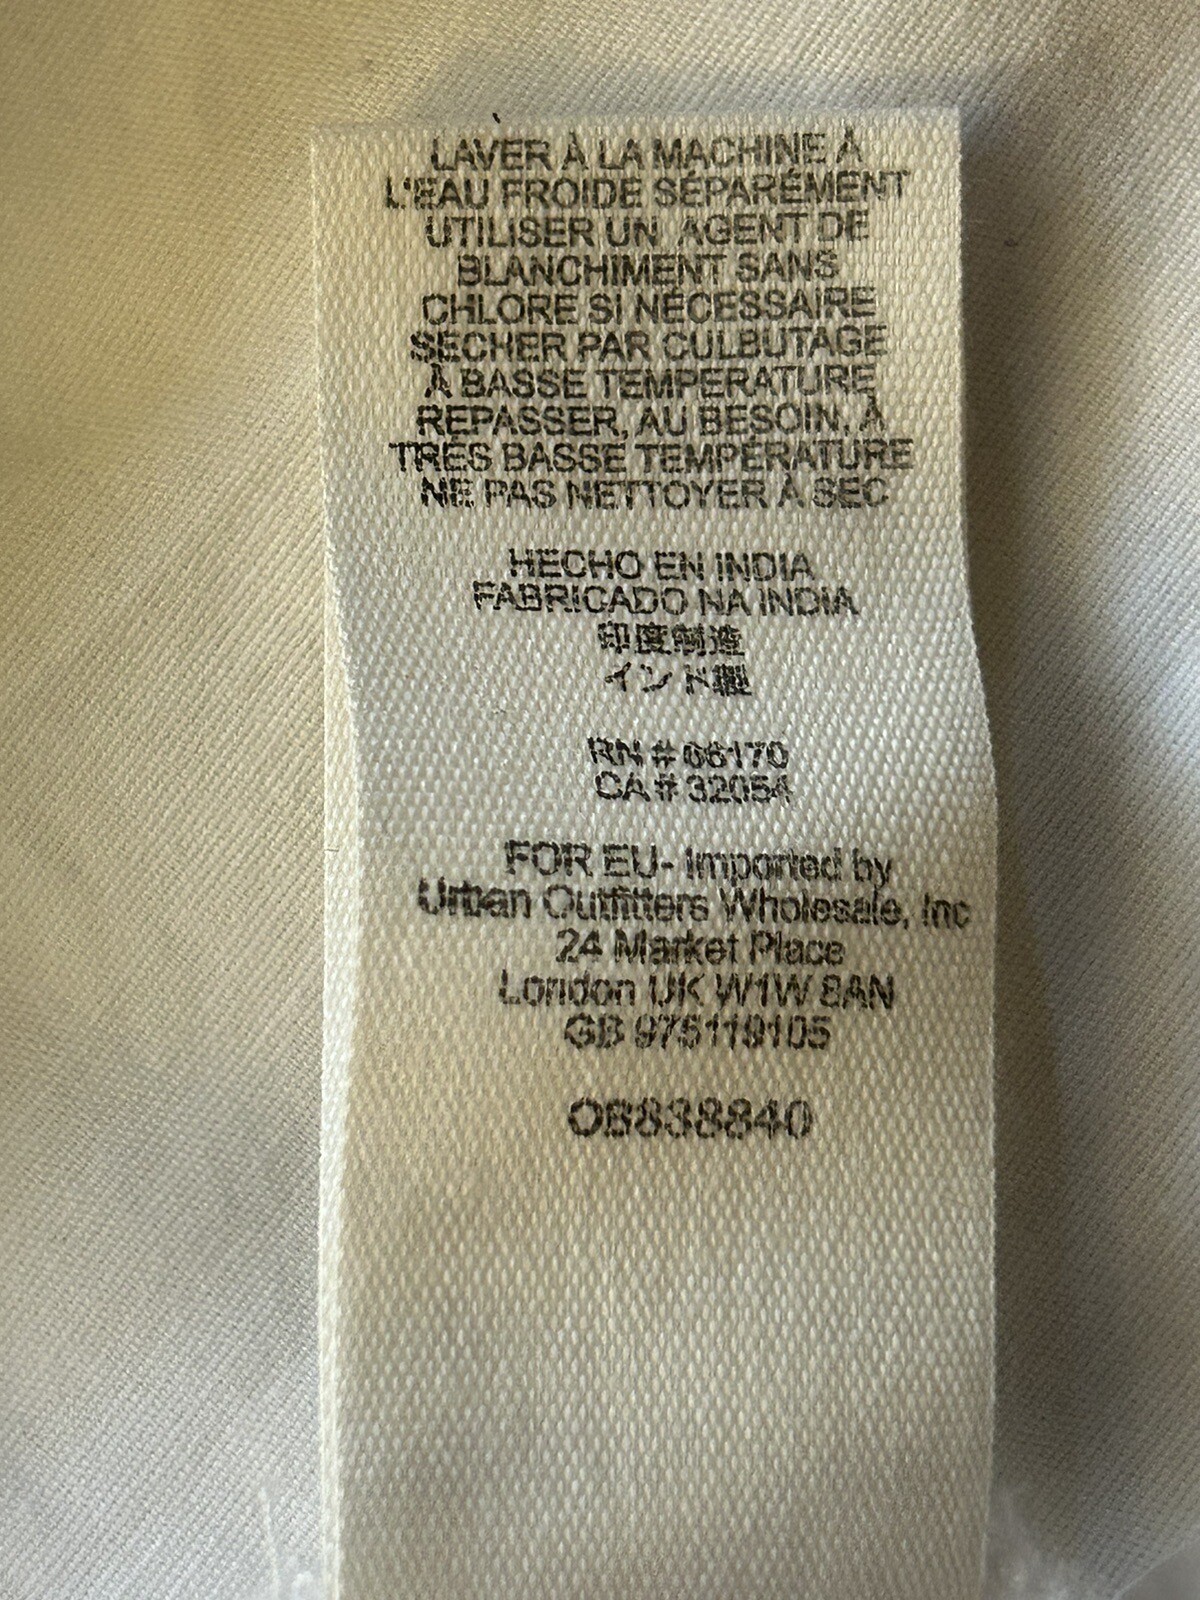 LAVER À LA MACHINE À
L'EAU FROIDE SÉPARÉMENT
UTILISER UN AGENT DE
BLANCHIMENT SANS
CHLORE SI NÉCESSAIRE
SÉCHER PAR CULBUTAGE
À BASSE TEMPERATURE
REPASSER, AU BESOIN, À
TRÈS BASSE TEMPÉRATURE
NE PAS NETTOYER À SEC
HECHO EN INDIA
FABRICADO NA INDIA
印度制造
インド製
RN # 66170
CA # 32054
FOR EU- Imported by
Urban Outfitters Wholesale, Inc
24 Market Place
London UK W1W 8AN
GB 975119105
OB838840